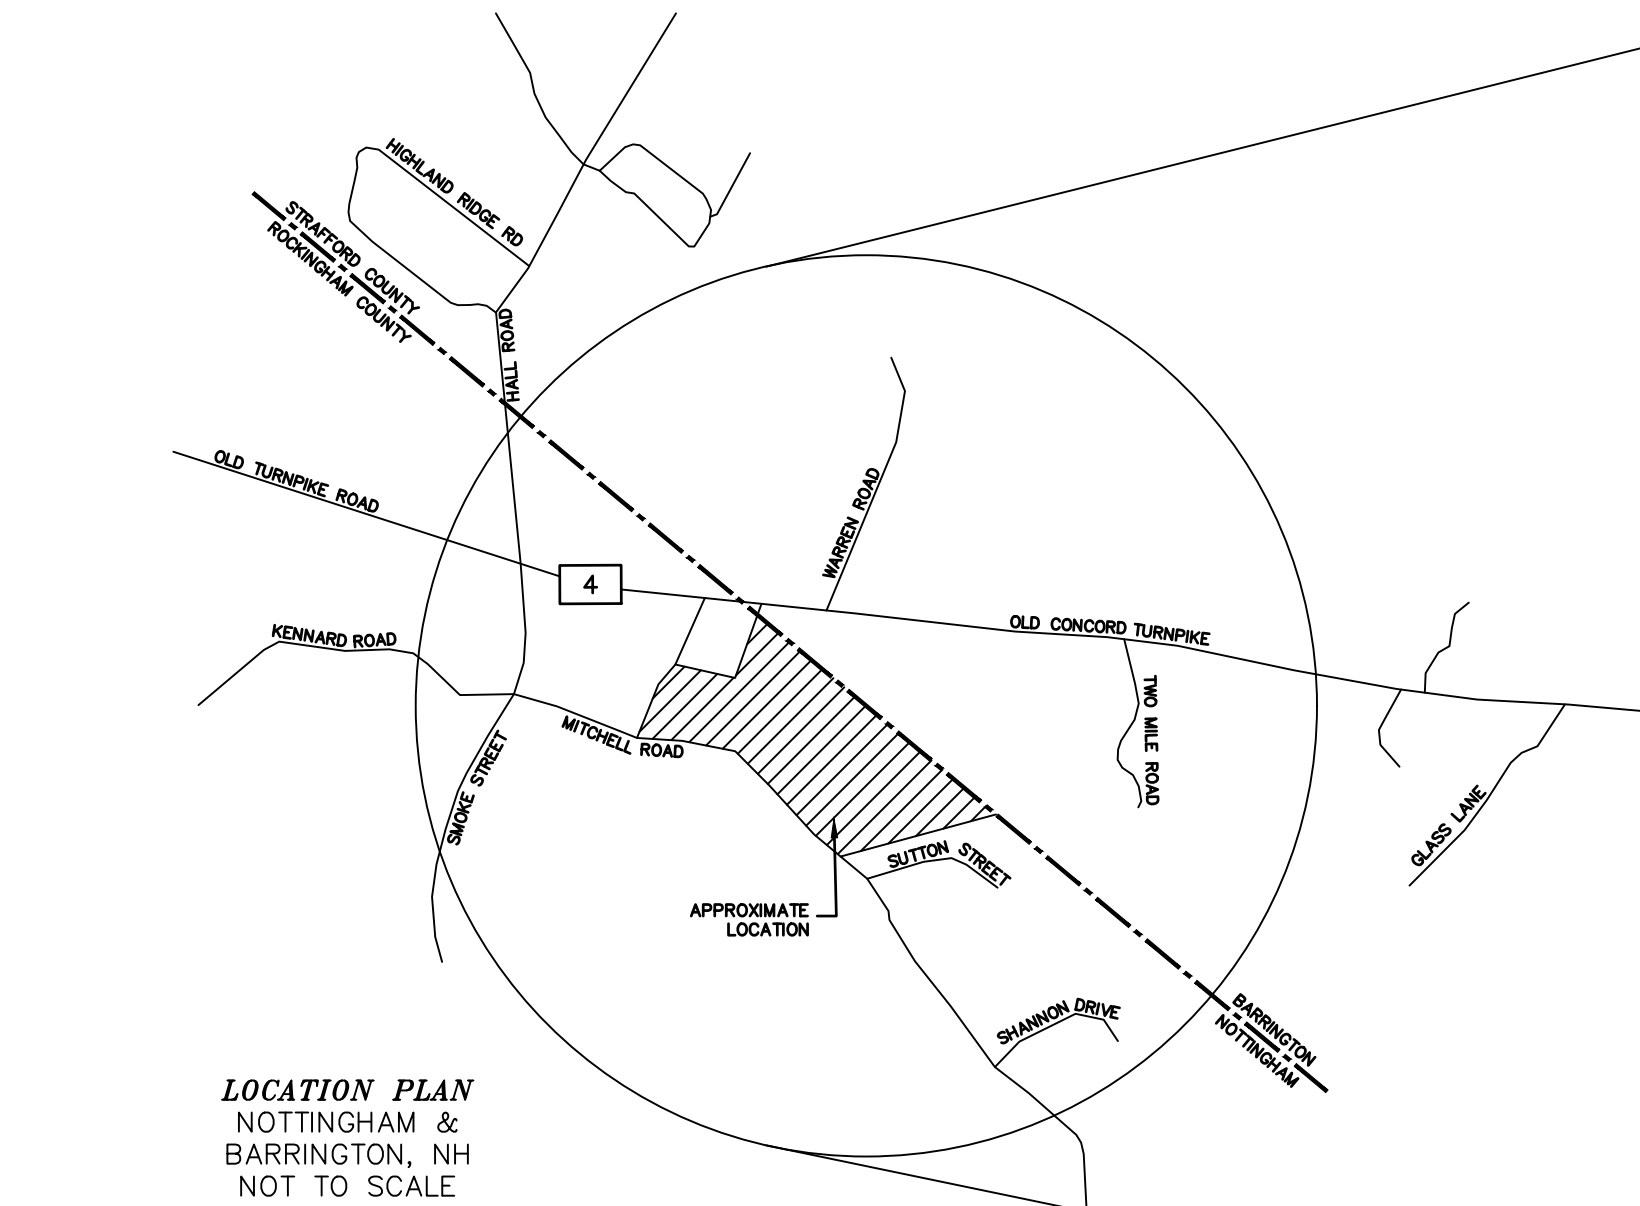 HIGHLAND RIDGE RD
STRAFFORD COUNTY
ROCKINGHAM COUNTY
HALL ROAD
OLD TURNPIKE ROAD
WARREN ROAD
4
KENNARD ROAD
OLD CONCORD TURNPIKE
TWO MILE ROAD
MITCHELL ROAD
SMOKE STREET
GLASS LANE
SUTTON STREET
APPROXIMATE
LOCATION
SHANNON DRIVE
BARRINGTON
NOTTINGHAM
LOCATION PLAN
NOTTINGHAM &
BARRINGTON, NH
NOT TO SCALE